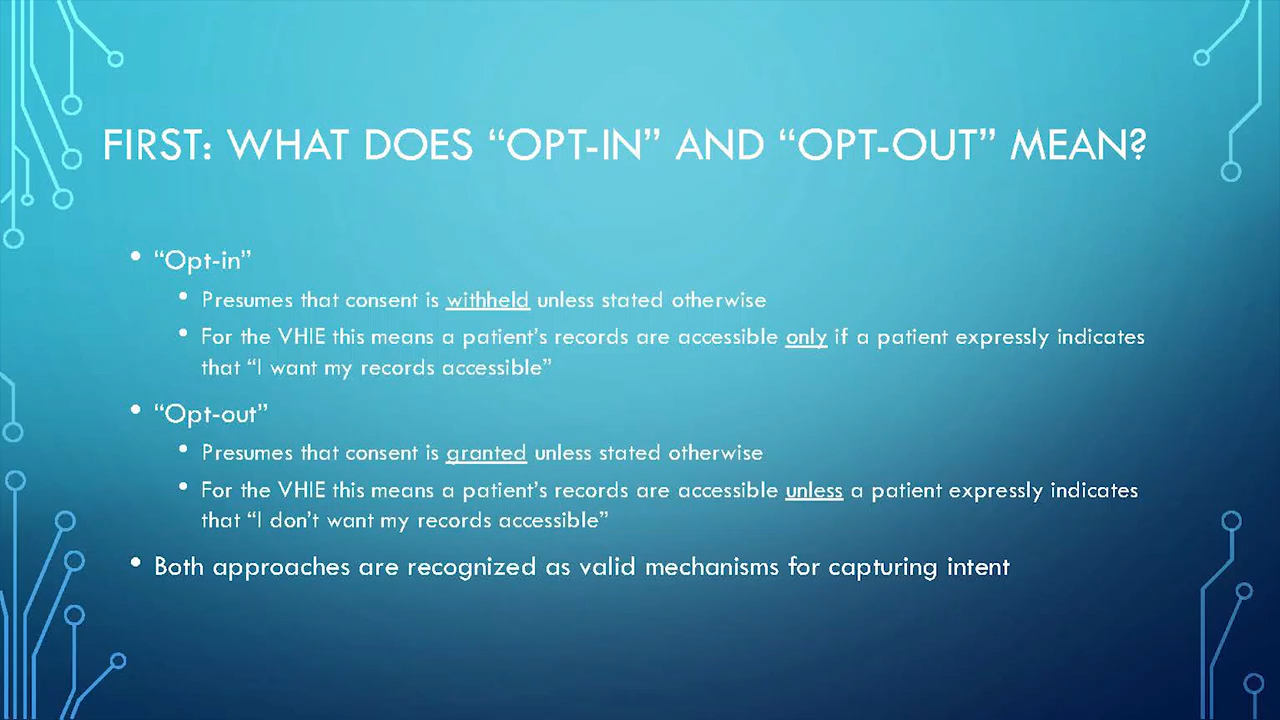 FIRST: WHAT DOES “OPT-IN” AND “OPT-OUT” MEAN?
• “Opt-in”
• Presumes that consent is withheld unless stated otherwise
• For the VHIE this means a patient’s records are accessible only if a patient expressly indicates
that “I want my records accessible”
• “Opt-out”
• Presumes that consent is granted unless stated otherwise
• For the VHIE this means a patient’s records are accessible unless a patient expressly indicates
that “I don’t want my records accessible”
• Both approaches are recognized as valid mechanisms for capturing intent